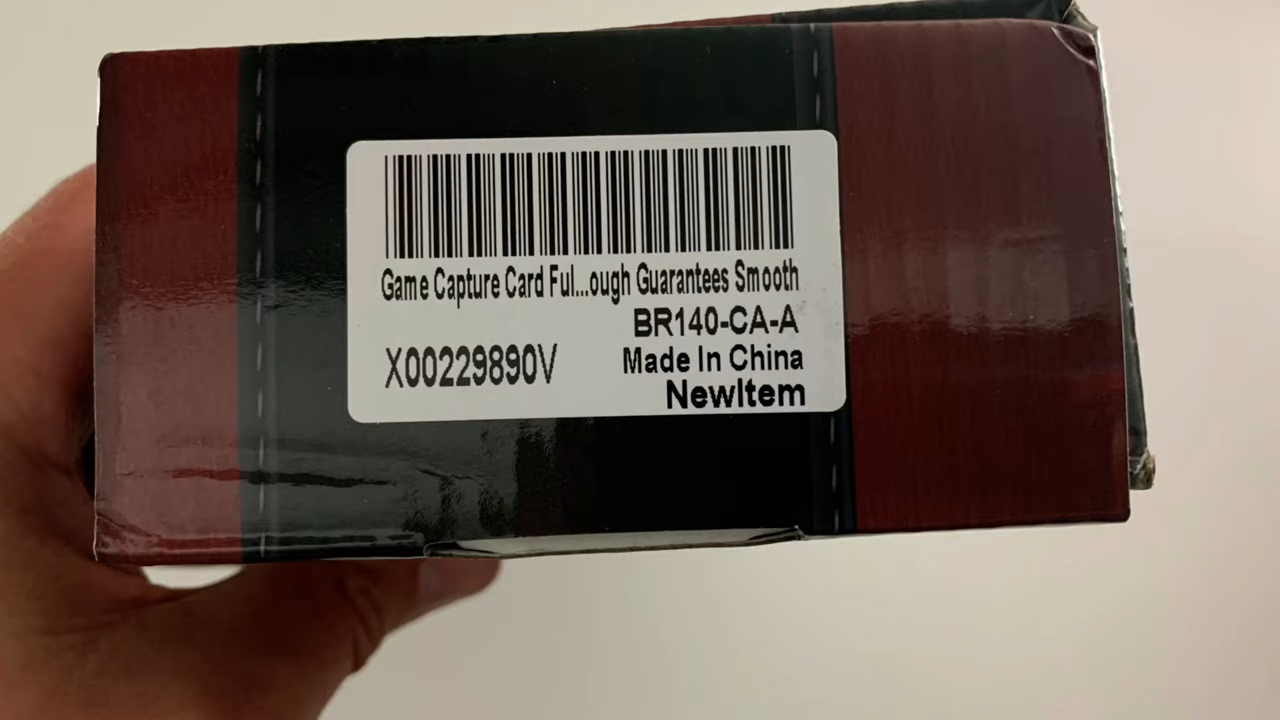 Game Capture Card Ful...ough Guarantees Smooth
BR140-CA-A
X00229890V
Made In China
NewItem